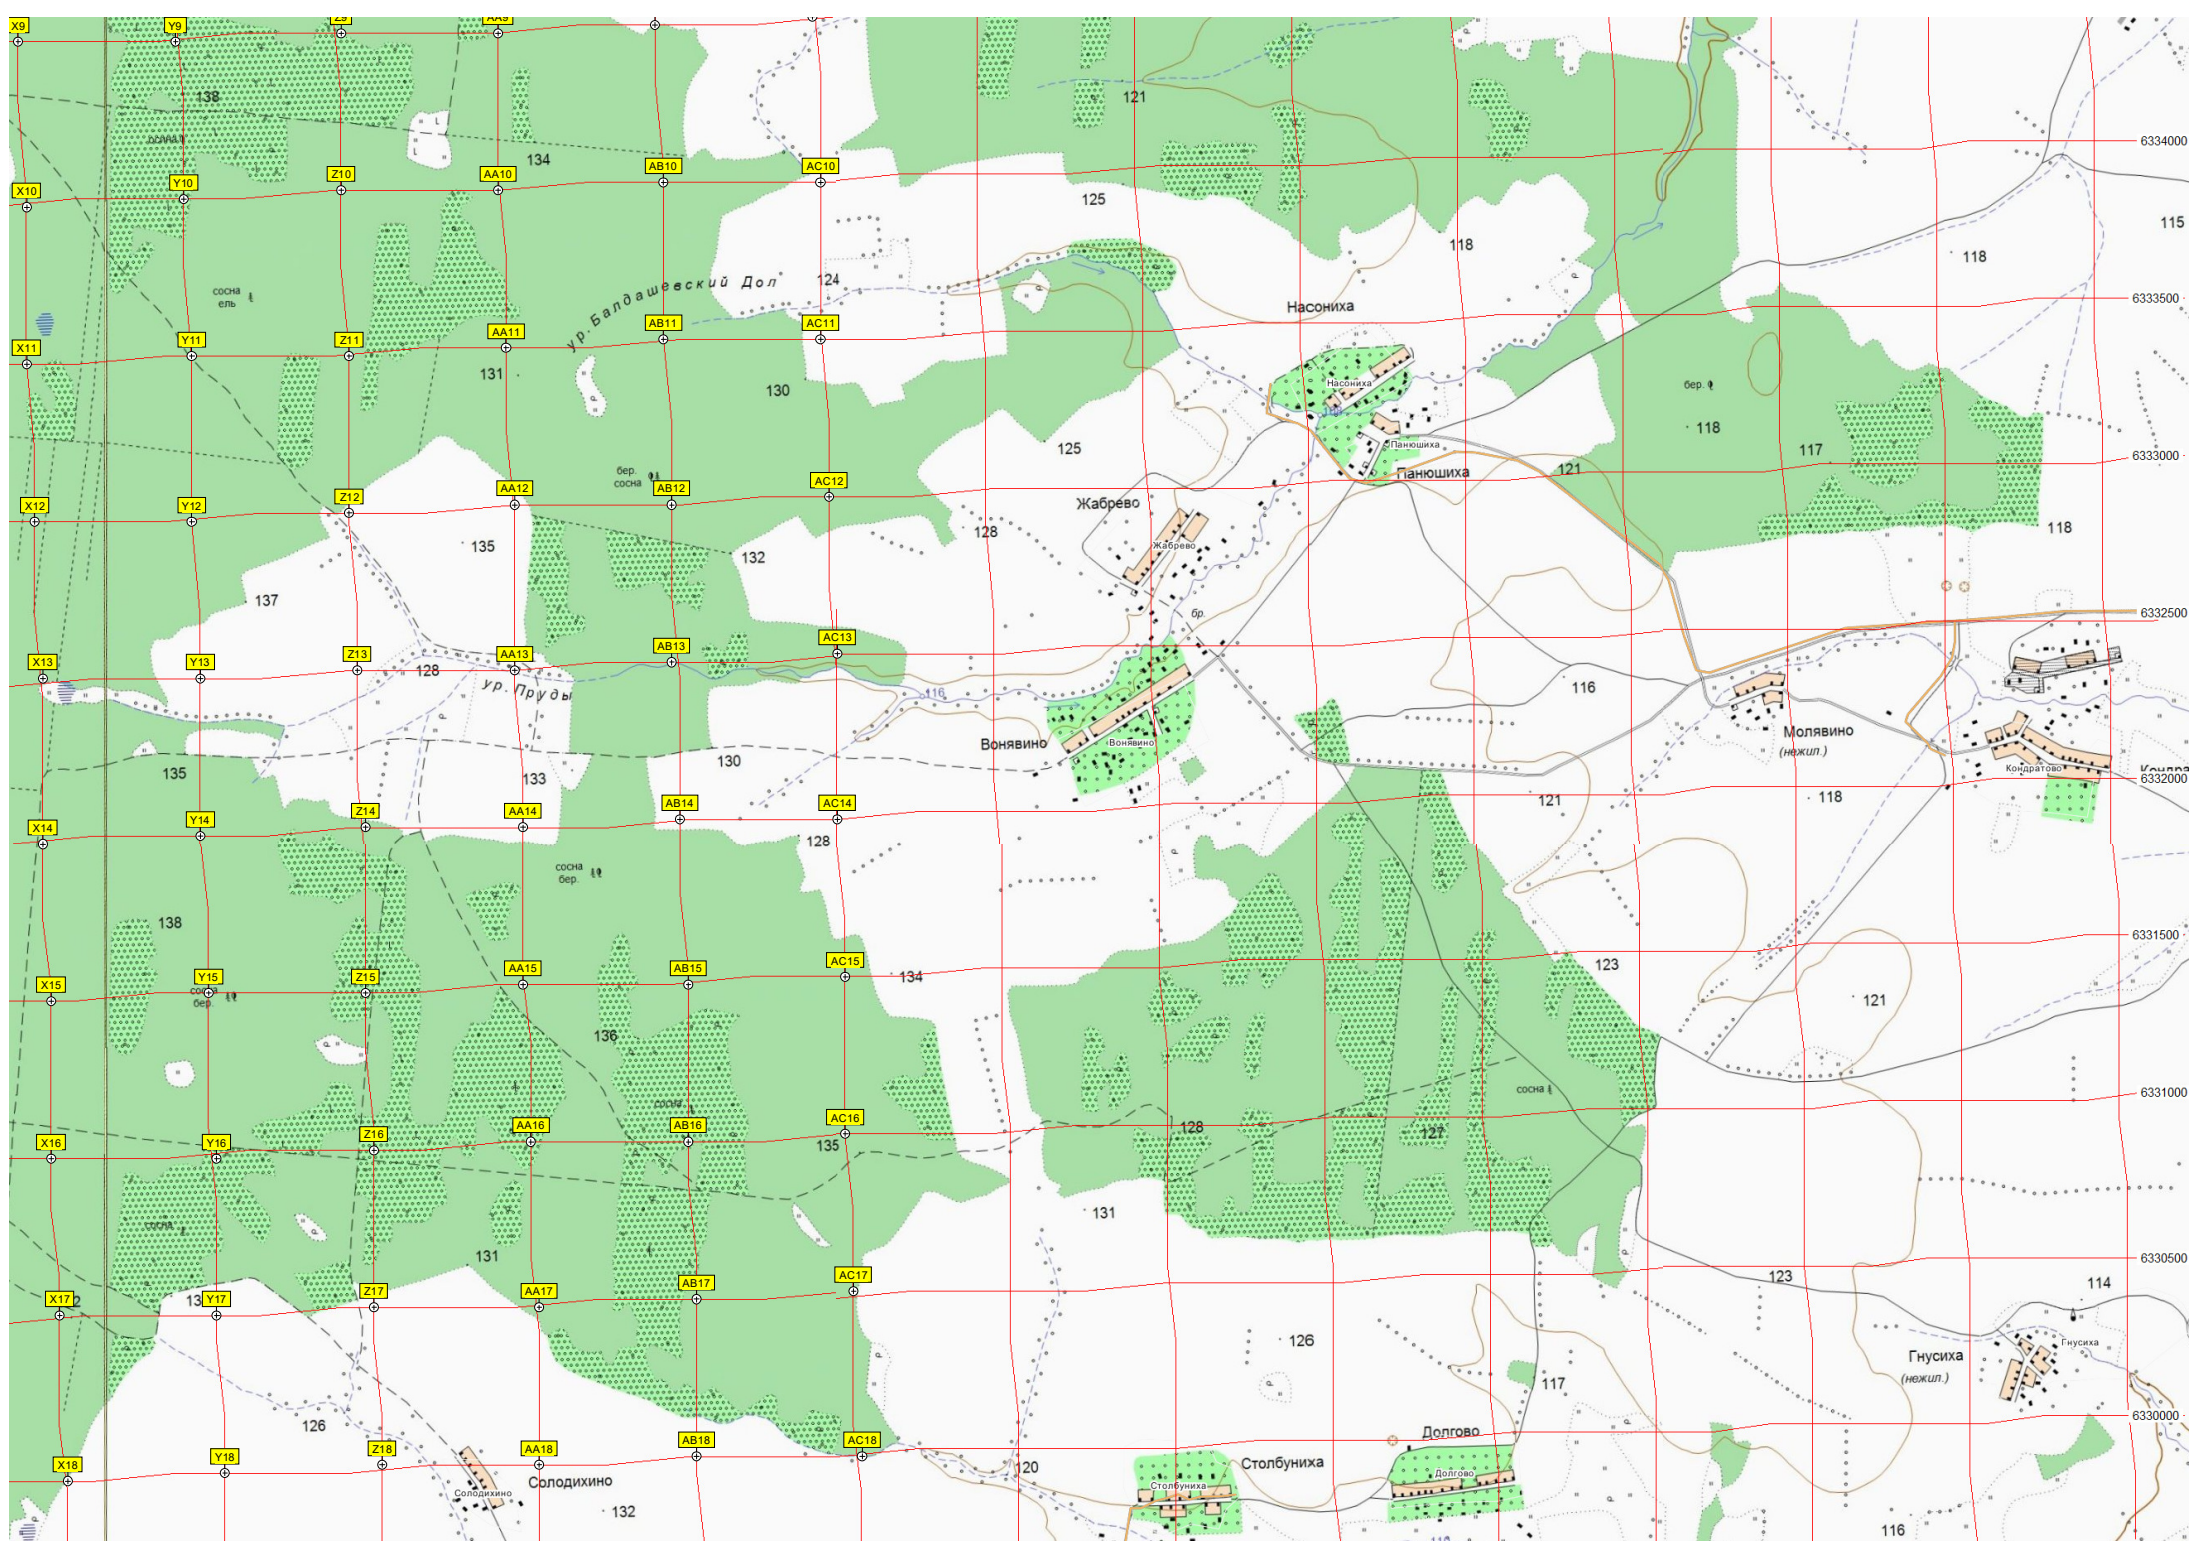 X9
Y9
Z9
AA9
138
121
сосна
134
6334000
X10
Y10
Z10
AA10
AB10
AC10
125
115
118
118
сосна
ель
ур. Балдашевский Дол
124
Насониха
6333500
X11
Y11
Z11
AA11
AB11
AC11
131
130
Насониха
бер.
118
Панюшиха
117
125
121
Панюшиха
6333000
бер.
сосна
X12
Y12
Z12
AA12
AB12
AC12
Жабрево
128
118
135
132
Жабрево
137
бр.
6332500
X13
Y13
Z13
AA13
AB13
AC13
128
ур. Пруды
116
116
Вонявино
Вонявино
Молявино
(нежил.)
Кондратово
135
133
130
6332000
121
118
X14
Y14
Z14
AA14
AB14
AC14
128
сосна
бер.
138
6331500
123
X15
Y15
Z15
AA15
AB15
AC15
134
121
сосна
бер.
136
сосна
сосна
6331000
X16
Y16
Z16
AA16
AB16
AC16
135
128
127
131
сосна
131
6330500
123
114
X17
Y17
Z17
AA17
AB17
AC17
126
Гнусиха
Гнусиха
(нежил.)
117
126
6330000
Долгово
X18
Y18
Z18
AA18
AB18
AC18
120
Столбуниха
Долгово
Солодихино
Солодихино
Столбуниха
132
116